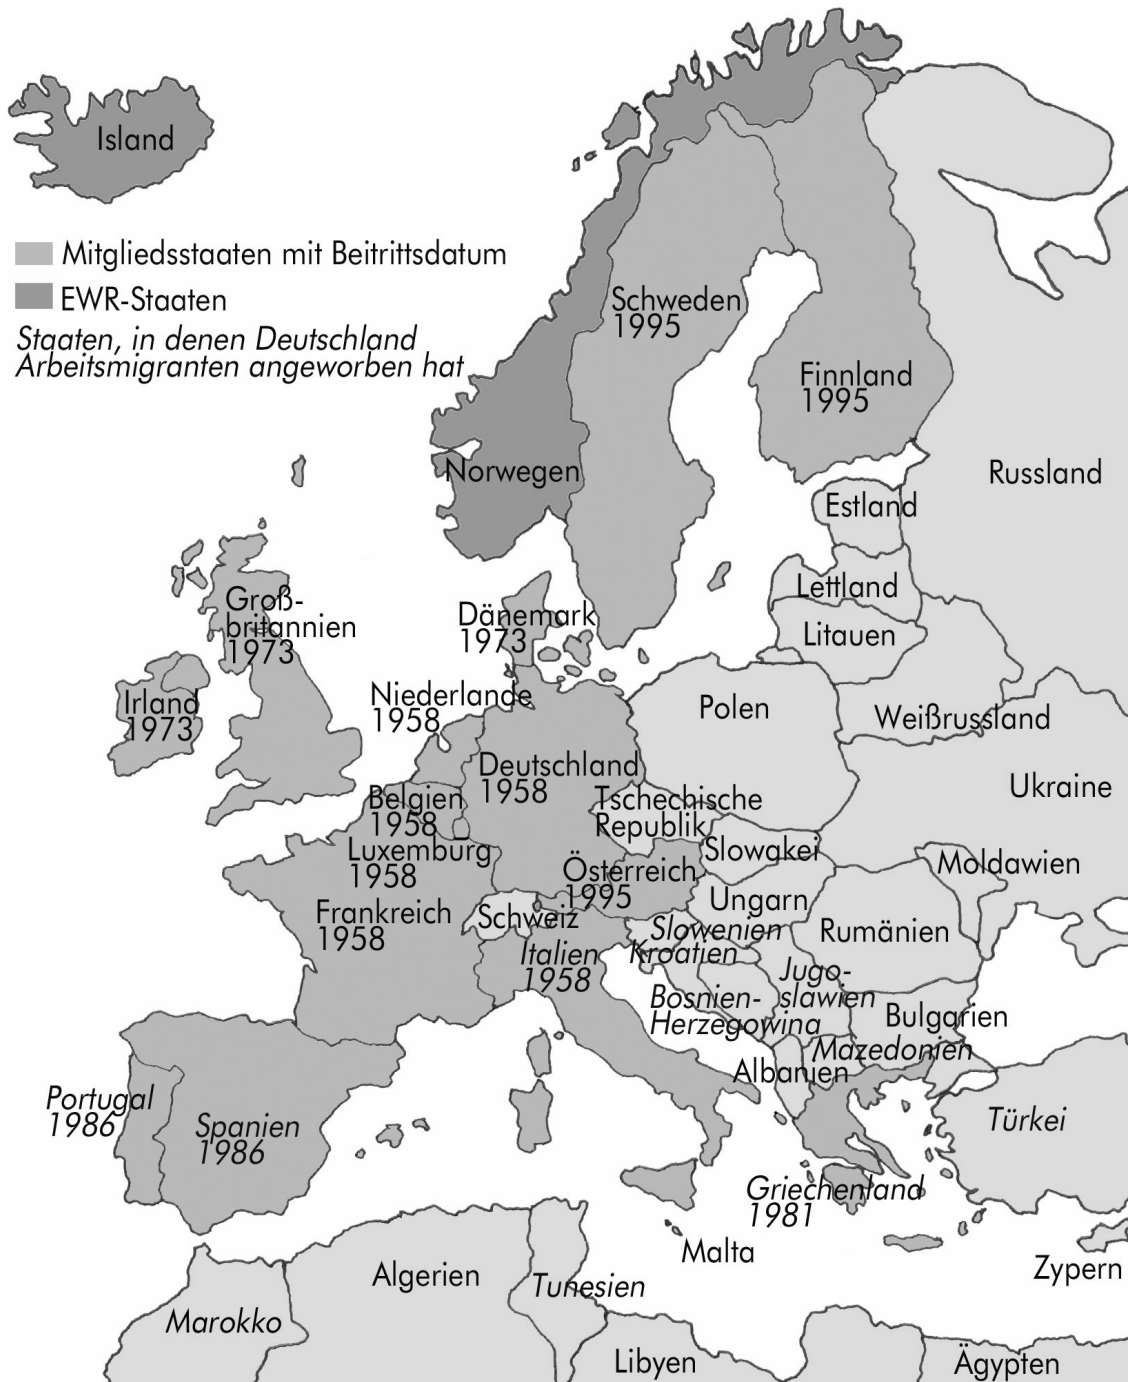 Island
Mitgliedsstaaten mit Beitrittsdatum
EWR-Staaten
Staaten, in denen Deutschland
Arbeitsmigranten angeworben hat
Schweden
1995
Finnland
1995
Norwegen
Russland
Estland
Lettland
Litauen
Groß-
britannien
1973
Dänemark
1973
Irland
1973
Niederlande
1958
Polen
Weißrussland
Deutschland
1958
Ukraine
Belgien
1958
Tschechische
Republik
Luxemburg
1958
Slowakei
Moldawien
Österreich
1995
Frankreich
1958
Schweiz
Ungarn
Slowenien
Rumänien
Kroatien
Italien
1958
Jugo-
slawien
Bosnien-
Herzegowina
Bulgarien
Mazedonien
Albanien
Portugal
1986
Spanien
1986
Türkei
Griechenland
1981
Malta
Zypern
Algerien
Tunesien
Marokko
Libyen
Ägypten